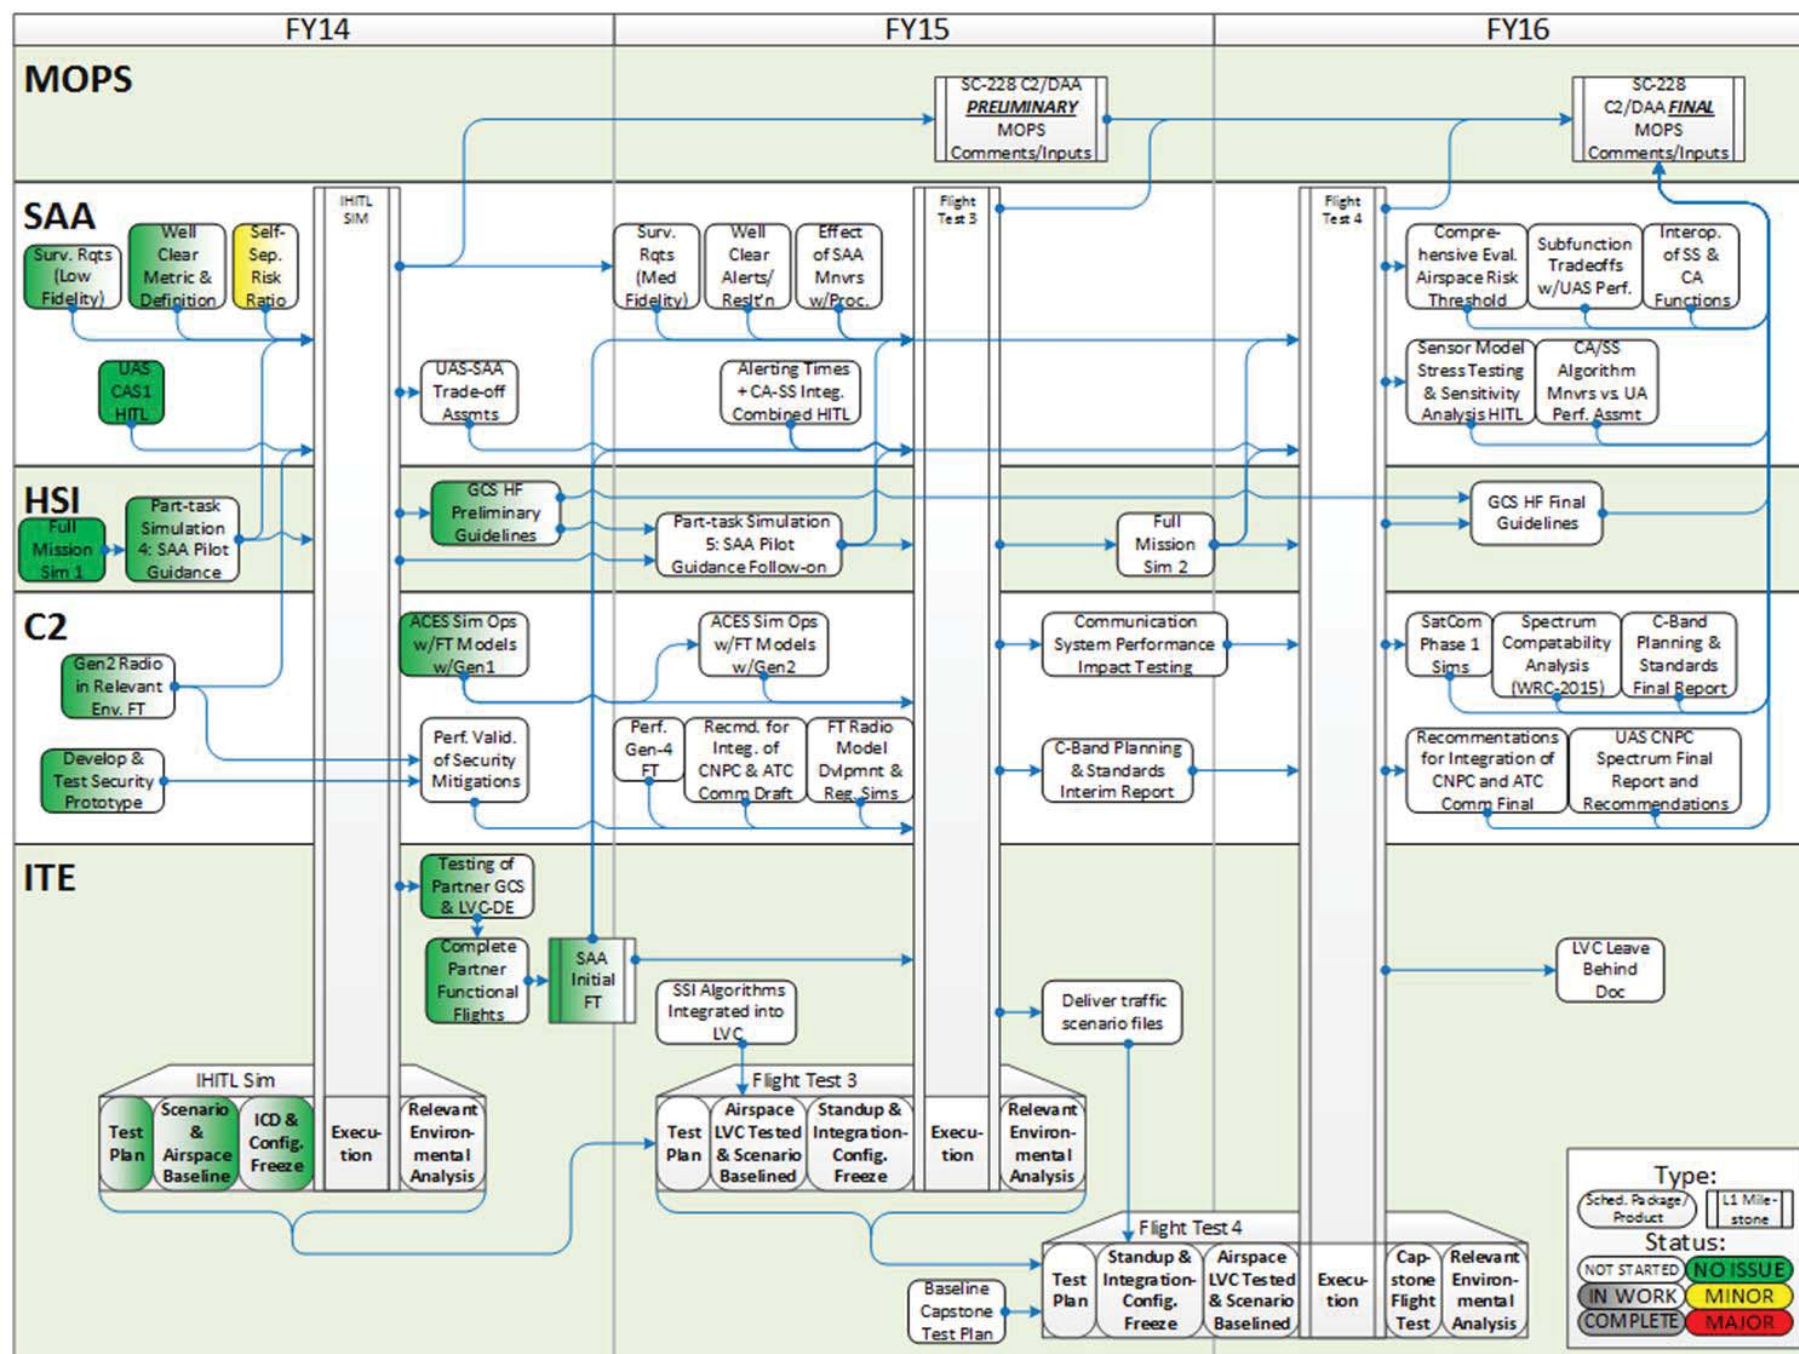 FY14
FY15
FY16
MOPS
SC-228 C2/DAA
PRELIMINARY
MOPS
Comments/Inputs
SC-228
C2/DAA FINAL
MOPS
Comments/Inputs
SAA
IHITL
SIM
Flight
Test 3
Flight
Test 4
Surv. Rqts
(Low
Fidelity)
Well
Clear
Metric &
Definition
Self-
Sep.
Risk
Ratio
Surv.
Rqts
(Med
Fidelity)
Well
Clear
Alerts/
Reslt'n
Effect
of SAA
Mnvrs
w/Proc.
Compre-
hensive Eval.
Airspace Risk
Threshold
Subfunction
Tradeoffs
w/UAS Perf.
Interop.
of SS &
CA
Functions
UAS
CAS1
HITL
UAS-SAA
Trade-off
Assmts
Alerting Times
+ CA-SS Integ.
Combined HITL
Sensor Model
Stress Testing
& Sensitivity
Analysis HITL
CA/SS
Algorithm
Mnvrs vs. UA
Perf. Assmt
HSI
Full
Mission
Sim 1
Part-task
Simulation
4: SAA Pilot
Guidance
GCS HF
Preliminary
Guidelines
Part-task Simulation
5: SAA Pilot
Guidance Follow-on
Full
Mission
Sim 2
GCS HF Final
Guidelines
C2
Gen2 Radio
in Relevant
Env. FT
ACES Sim Ops
w/FT Models
w/Gen1
ACES Sim Ops
w/FT Models
w/Gen2
Communication
System Performance
Impact Testing
SatCom
Phase 1
Sims
Spectrum
Compatability
Analysis
(WRC-2015)
C-Band
Planning &
Standards
Final Report
Develop &
Test Security
Prototype
Perf. Valid.
of Security
Mitigations
Perf.
Gen-4
FT
Recmd. for
Integ. of
CNPC & ATC
Comm Draft
FT Radio
Model
Dvlpmnt &
Reg. Sims
C-Band Planning
& Standards
Interim Report
Recommentations
for Integration of
CNPC and ATC
Comm Final
UAS CNPC
Spectrum Final
Report and
Recommendations
ITE
Testing of
Partner GCS
& LVC-DE
Complete
Partner
Functional
Flights
SAA
Initial
FT
SSI Algorithms
Integrated into
LVC
Deliver traffic
scenario files
LVC Leave
Behind
Doc
IHITL Sim
Test
Plan
Scenario
&
Airspace
Baseline
ICD &
Config.
Freeze
Execu-
tion
Relevant
Environ-
mental
Analysis
Flight Test 3
Test
Plan
Airspace
LVC Tested
& Scenario
Baselined
Standup &
Integration-
Config.
Freeze
Execu-
tion
Relevant
Environ-
mental
Analysis
Baseline
Capstone
Test Plan
Flight Test 4
Test
Plan
Standup &
Integration-
Config.
Freeze
Airspace
LVC Tested
& Scenario
Baselined
Execu-
tion
Cap-
stone
Flight
Test
Relevant
Environ-
mental
Analysis
Type:
Sched. Package/
Product
L1 Mile-
stone
Status:
NOT STARTED
NO ISSUE
IN WORK
MINOR
COMPLETE
MAJOR